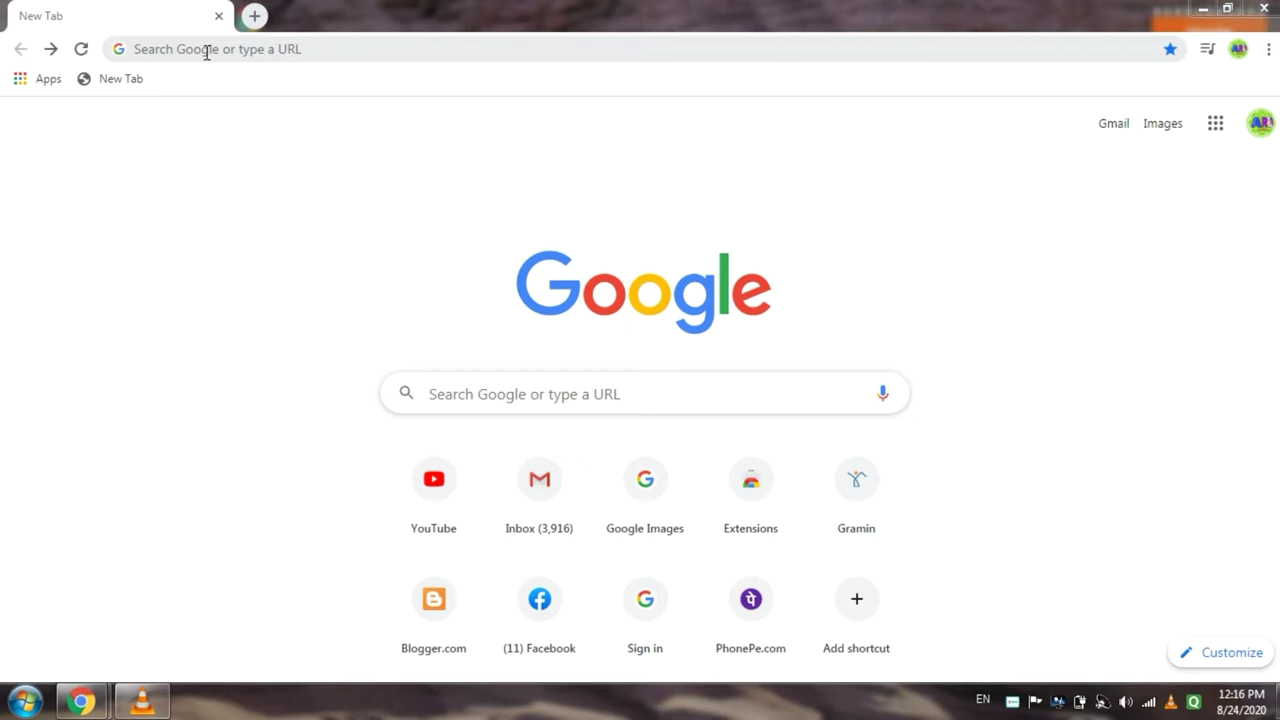 New Tab
Search Google or type a URL
Apps New Tab
Gmail Images
AR
Google
Search Google or type a URL
YouTube Inbox (3,916) Google Images Extensions Gramin
Blogger.com (11) Facebook Sign in PhonePe.com Add shortcut
Customize
EN 12:16 PM
8/24/2020